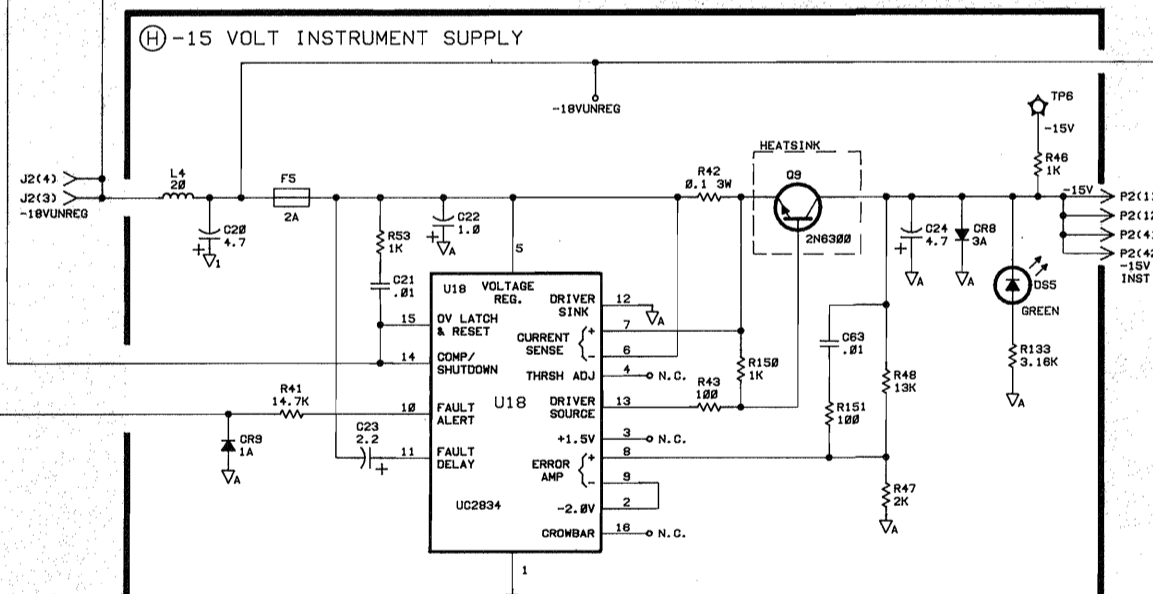 H -15 VOLT INSTRUMENT SUPPLY
-18VUNREG
TP6
-15V
R46
1K
HEATSINK
J2(4)
J2(3)
-18VUNREG
L4
20
F5
2A
R42
0.1 3W
Q9
2N6300
-15V
P2(1
P2(12
P2(4
P2(42
-15V
INST
C20
4.7
1
R53
1K
C22
1.0
A
C24
4.7
A
CR8
3A
A
DS5
GREEN
C21
.01
5
U18 VOLTAGE
REG.
DRIVER
SINK
12
A
15
OV LATCH
& RESET
CURRENT
SENSE
+
-
7
6
14
COMP/
SHUTDOWN
THRSH ADJ
4
N.C.
R150
1K
C63
.01
R133
3.16K
A
R48
13K
R41
14.7K
10
FAULT
ALERT
U18
DRIVER
SOURCE
13
R43
100
R151
100
CR9
1A
A
C23
2.2
11
FAULT
DELAY
+1.5V
3
N.C.
ERROR
AMP
+
-
8
9
R47
2K
A
UC2834
-2.0V
2
CROWBAR
16
N.C.
1